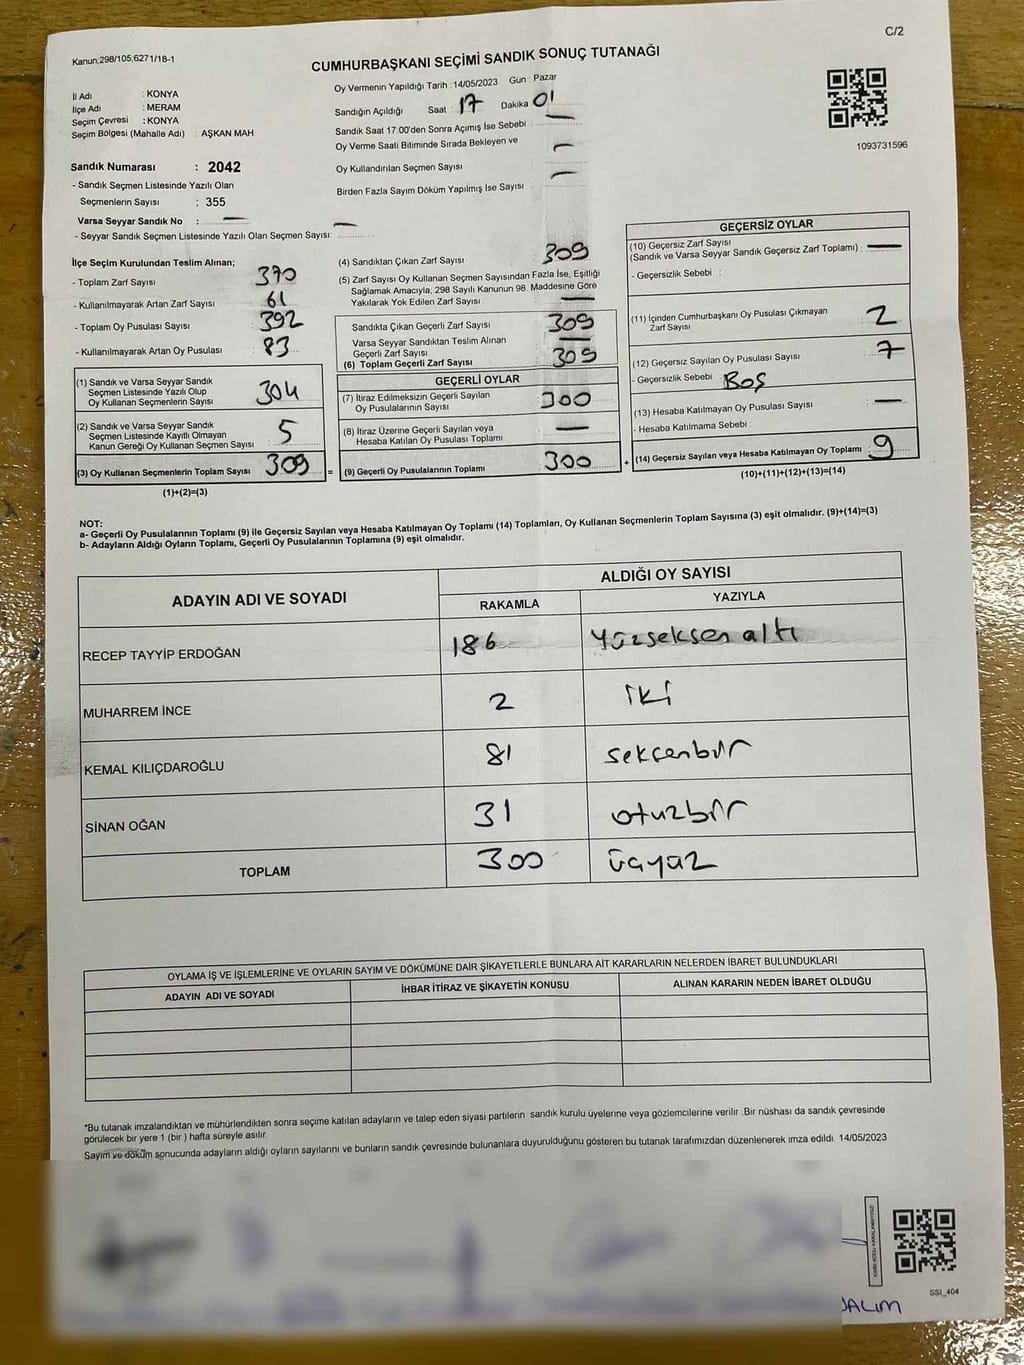 C/2
Kanun;298/105;6271/18-1
CUMHURBAŞKANI SEÇİMİ SANDIK SONUÇ TUTANAĞI
İl Adı : KONYA
İlçe Adı : MERAM
Seçim Çevresi : KONYA
Seçim Bölgesi (Mahalle Adı) : AŞKAN MAH
Sandık Numarası : 2042
- Sandık Seçmen Listesinde Yazılı Olan
Seçmenlerin Sayısı : 355
Varsa Seyyar Sandık No : —
- Seyyar Sandık Seçmen Listesinde Yazılı Olan Seçmen Sayısı: —
Oy Vermenin Yapıldığı Tarih : 14/05/2023 Gün : Pazar
Sandığın Açıldığı Saat : 17 Dakika 01
Sandık Saat 17:00'den Sonra Açımış İse Sebebi : —
Oy Verme Saati Bitiminde Sırada Bekleyen ve
Oy Kullandırılan Seçmen Sayısı : —
Birden Fazla Sayım Döküm Yapılmış İse Sayısı : —
1093731596
İlçe Seçim Kurulundan Teslim Alınan;
- Toplam Zarf Sayısı : 370
- Kullanılmayarak Artan Zarf Sayısı : 61
- Toplam Oy Pusulası Sayısı : 392
- Kullanılmayarak Artan Oy Pusulası : 83
(1) Sandık ve Varsa Seyyar Sandık
Seçmen Listesinde Yazılı Olup
Oy Kullanan Seçmenlerin Sayısı : 304
(2) Sandık ve Varsa Seyyar Sandık
Seçmen Listesinde Kayıtlı Olmayan
Kanun Gereği Oy Kullanan Seçmen Sayısı : 5
(3) Oy Kullanan Seçmenlerin Toplam Sayısı : 309 =
(1)+(2)=(3)
(4) Sandıktan Çıkan Zarf Sayısı : 309
(5) Zarf Sayısı Oy Kullanan Seçmen Sayısından Fazla İse, Eşitliği
Sağlamak Amacıyla; 298 Sayılı Kanunun 98. Maddesine Göre
Yakılarak Yok Edilen Zarf Sayısı : —
Sandıkta Çıkan Geçerli Zarf Sayısı : 309
Varsa Seyyar Sandıktan Teslim Alınan
Geçerli Zarf Sayısı : —
(6) Toplam Geçerli Zarf Sayısı : 309
GEÇERLİ OYLAR
(7) İtiraz Edilmeksizin Geçerli Sayılan
Oy Pusulalarının Sayısı : 300
(8) İtiraz Üzerine Geçerli Sayılan veya
Hesaba Katılan Oy Pusulası Toplamı : —
(9) Geçerli Oy Pusulalarının Toplamı : 300 +
GEÇERSİZ OYLAR
(10) Geçersiz Zarf Sayısı
(Sandık ve Varsa Seyyar Sandık Geçersiz Zarf Toplamı) : —
- Geçersizlik Sebebi :
(11) İçinden Cumhurbaşkanı Oy Pusulası Çıkmayan
Zarf Sayısı : 2
(12) Geçersiz Sayılan Oy Pusulası Sayısı : 7
- Geçersizlik Sebebi : BOŞ
(13) Hesaba Katılmayan Oy Pusulası Sayısı : —
- Hesaba Katılmama Sebebi :
(14) Geçersiz Sayılan veya Hesaba Katılmayan Oy Toplamı : 9
(10)+(11)+(12)+(13)=(14)
NOT:
a- Geçerli Oy Pusulalarının Toplamı (9) ile Geçersiz Sayılan veya Hesaba Katılmayan Oy Toplamı (14) Toplamları, Oy Kullanan Seçmenlerin Toplam Sayısına (3) eşit olmalıdır. (9)+(14)=(3)
b- Adayların Aldığı Oyların Toplamı, Geçerli Oy Pusulalarının Toplamına (9) eşit olmalıdır.
ADAYIN ADI VE SOYADI ALDIĞI OY SAYISI
RAKAMLA YAZIYLA
RECEP TAYYİP ERDOĞAN 186 Yüzseksen altı
MUHARREM İNCE 2 iki
KEMAL KILIÇDAROĞLU 81 seksenbir
SİNAN OĞAN 31 otuzbir
TOPLAM 300 üçyüz
OYLAMA İŞ VE İŞLEMLERİNE VE OYLARIN SAYIM VE DÖKÜMÜNE DAİR ŞİKAYETLERLE BUNLARA AİT KARARLARIN NELERDEN İBARET BULUNDUKLARI
ADAYIN ADI VE SOYADI İHBAR İTİRAZ VE ŞİKAYETİN KONUSU ALINAN KARARIN NEDEN İBARET OLDUĞU
*Bu tutanak imzalandıktan ve mühürlendikten sonra seçime katılan adayların ve talep eden siyasi partilerin sandık kurulu üyelerine veya gözlemcilerine verilir .Bir nüshası da sandık çevresinde
görülecek bir yere 1 (bir ) hafta süreyle asılır.
Sayım ve döküm sonucunda adayların aldığı oyların sayılarını ve bunların sandık çevresinde bulunanlara duyurulduğunu gösteren bu tutanak tarafımızdan düzenlenerek imza edildi. 14/05/2023
SSI_404